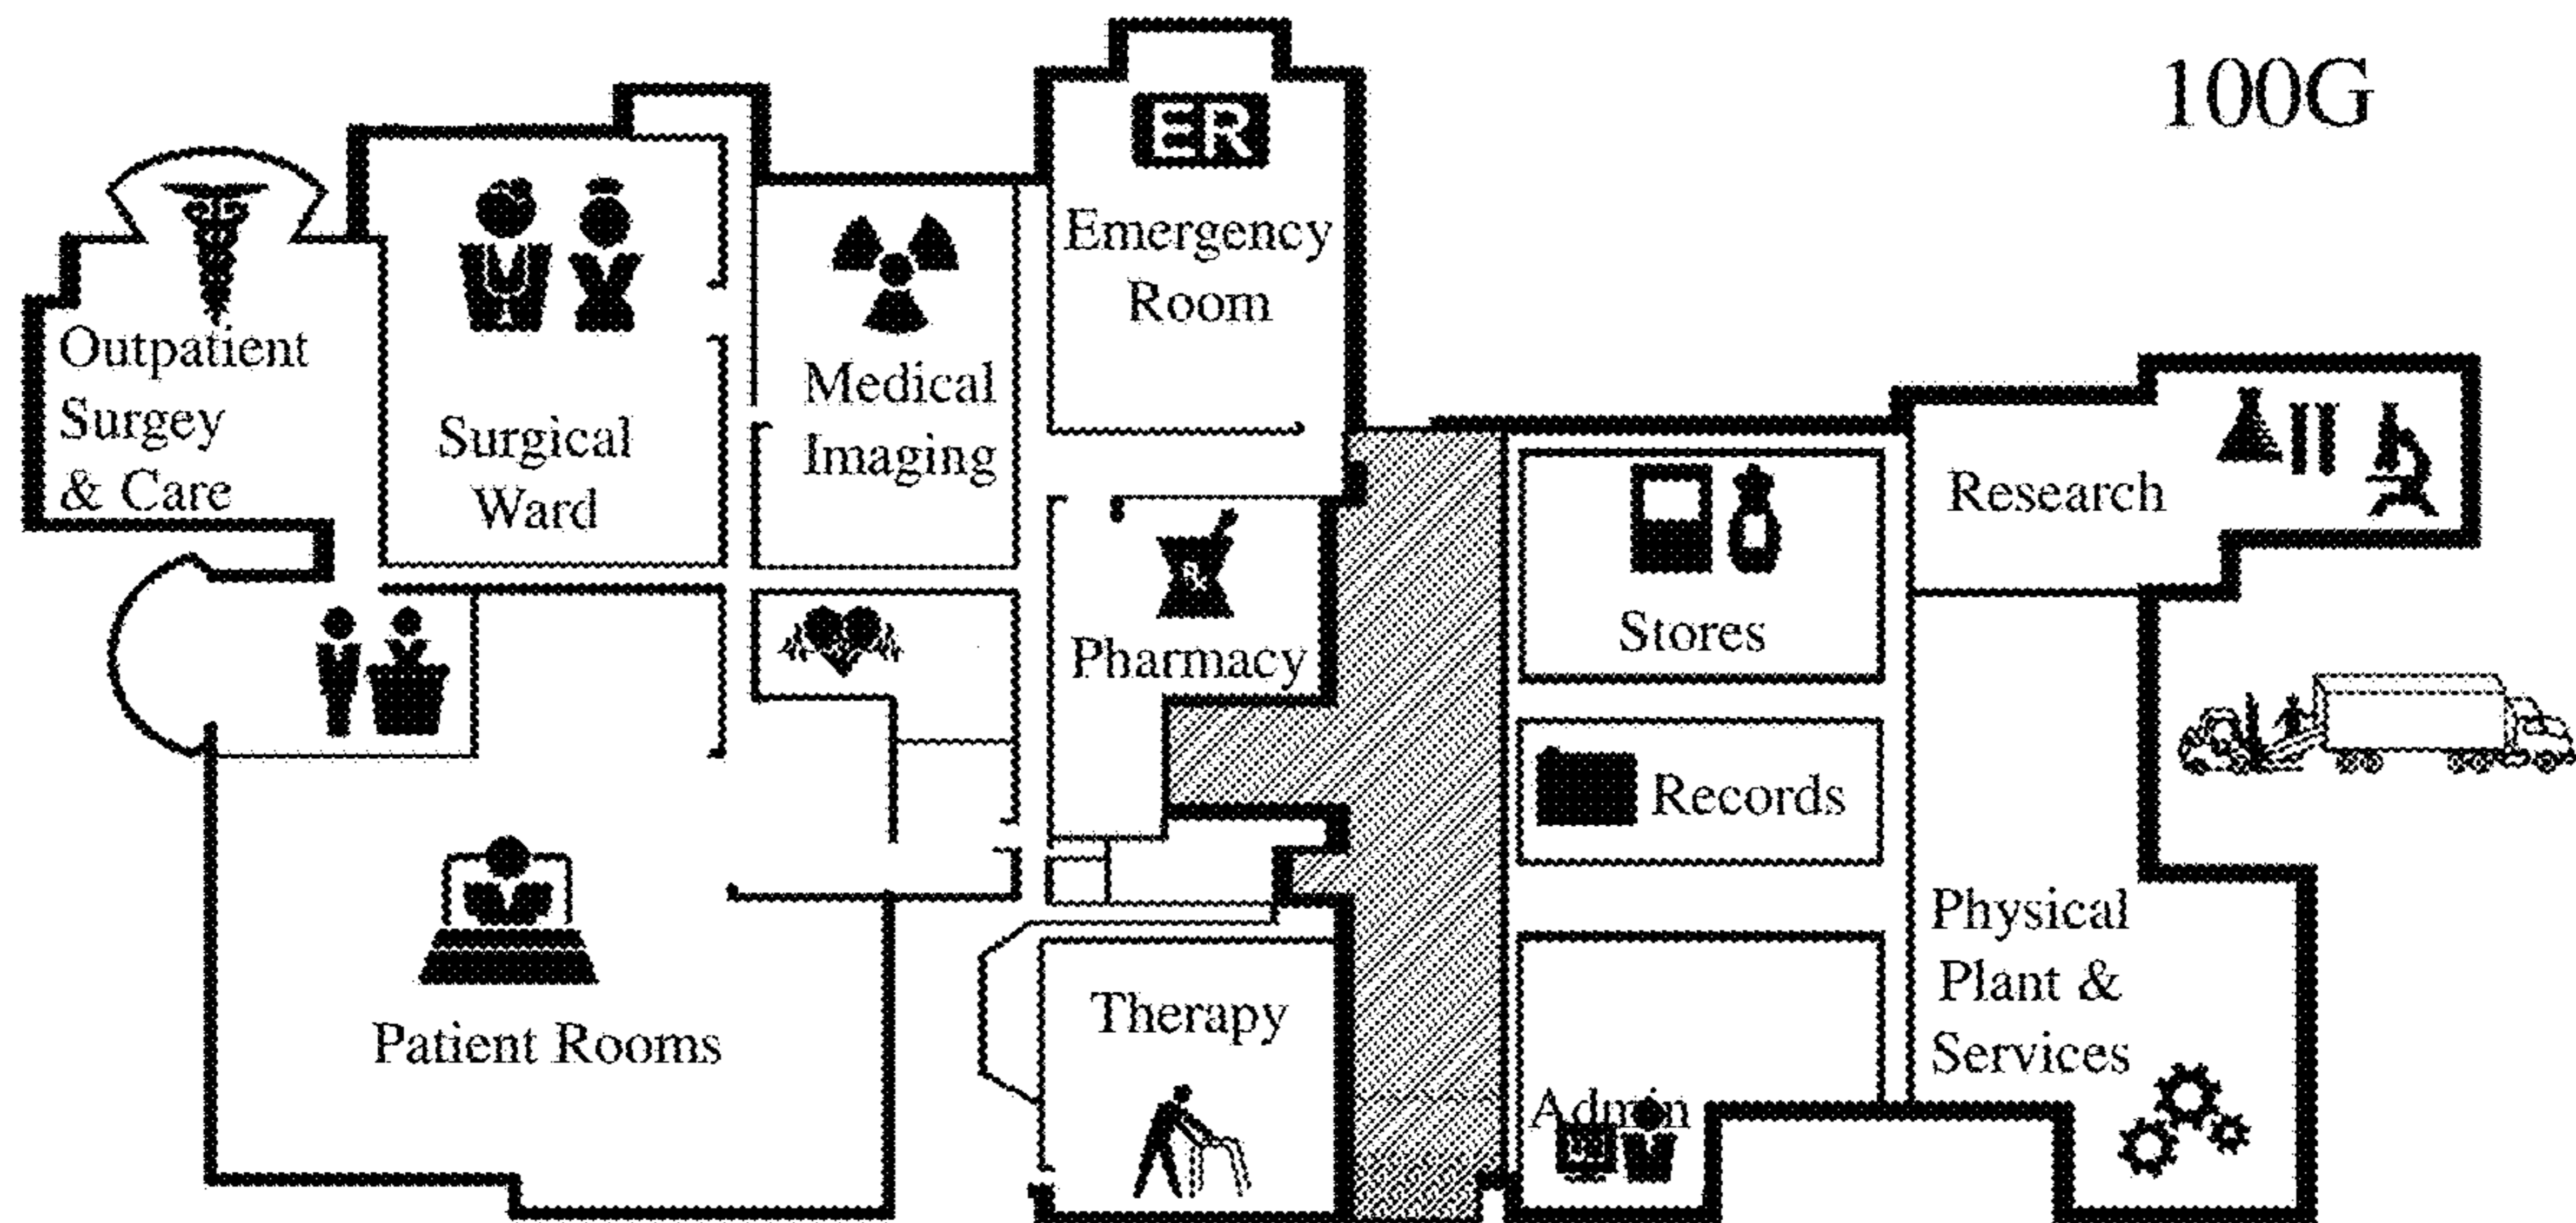 100G
ER
Emergency
Room
Outpatient
Surgey
& Care
Surgical
Ward
Medical
Imaging
Research
Stores
Pharmacy
Rx
Records
Patient Rooms
Therapy
Physical
Plant &
Services
Admin